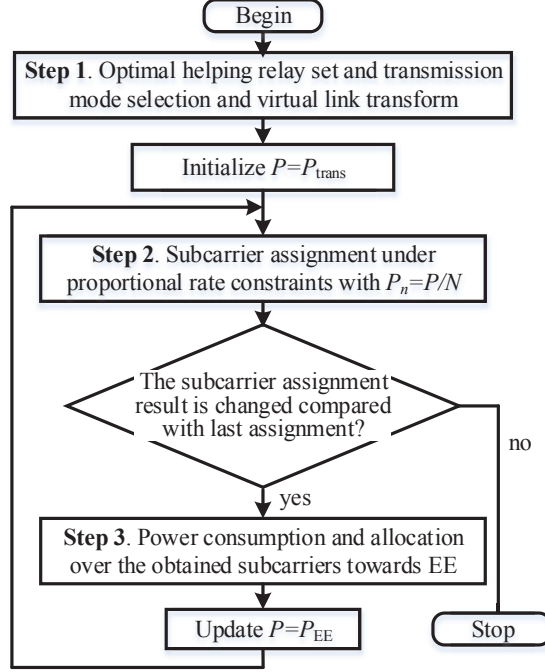 Begin
Step 1. Optimal helping relay set and transmission
mode selection and virtual link transform
Initialize P=P_trans
Step 2. Subcarrier assignment under
proportional rate constraints with P_n=P/N
The subcarrier assignment
result is changed compared
with last assignment?
no
yes
Step 3. Power consumption and allocation
over the obtained subcarriers towards EE
Update P=P_EE
Stop